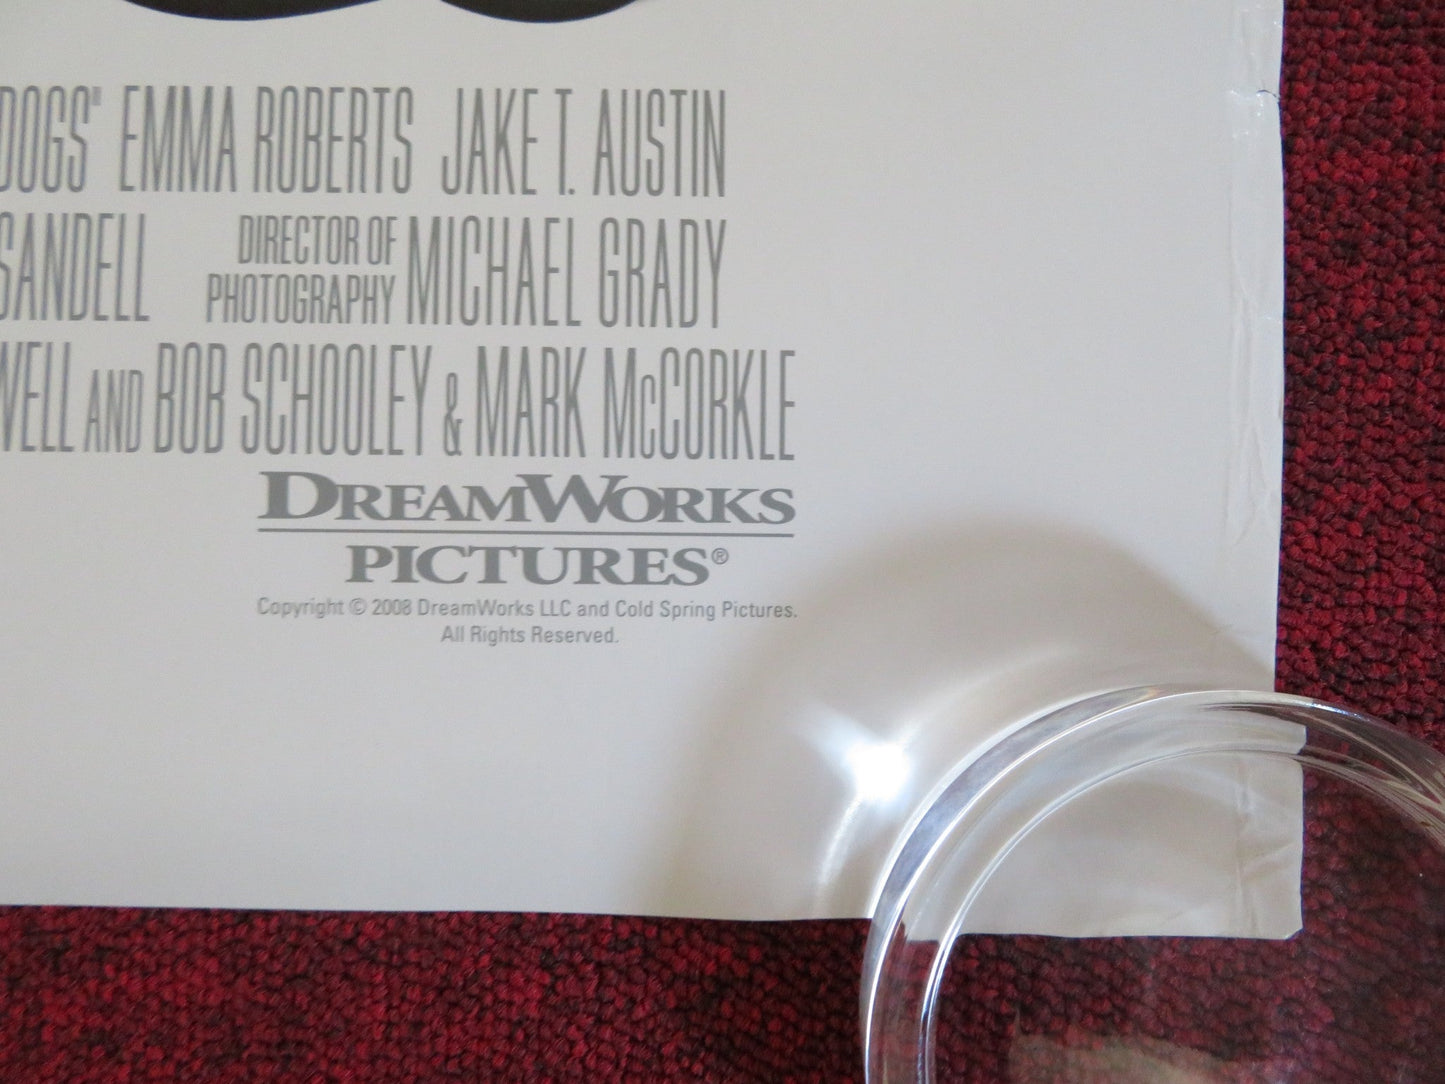 DOGS" EMMA ROBERTS JAKE T. AUSTIN
SANDELL DIRECTOR OF PHOTOGRAPHY MICHAEL GRADY
WELL AND BOB SCHOOLEY & MARK McCORKLE
DREAMWORKS
PICTURES®
Copyright © 2008 DreamWorks LLC and Cold Spring Pictures.
All Rights Reserved.